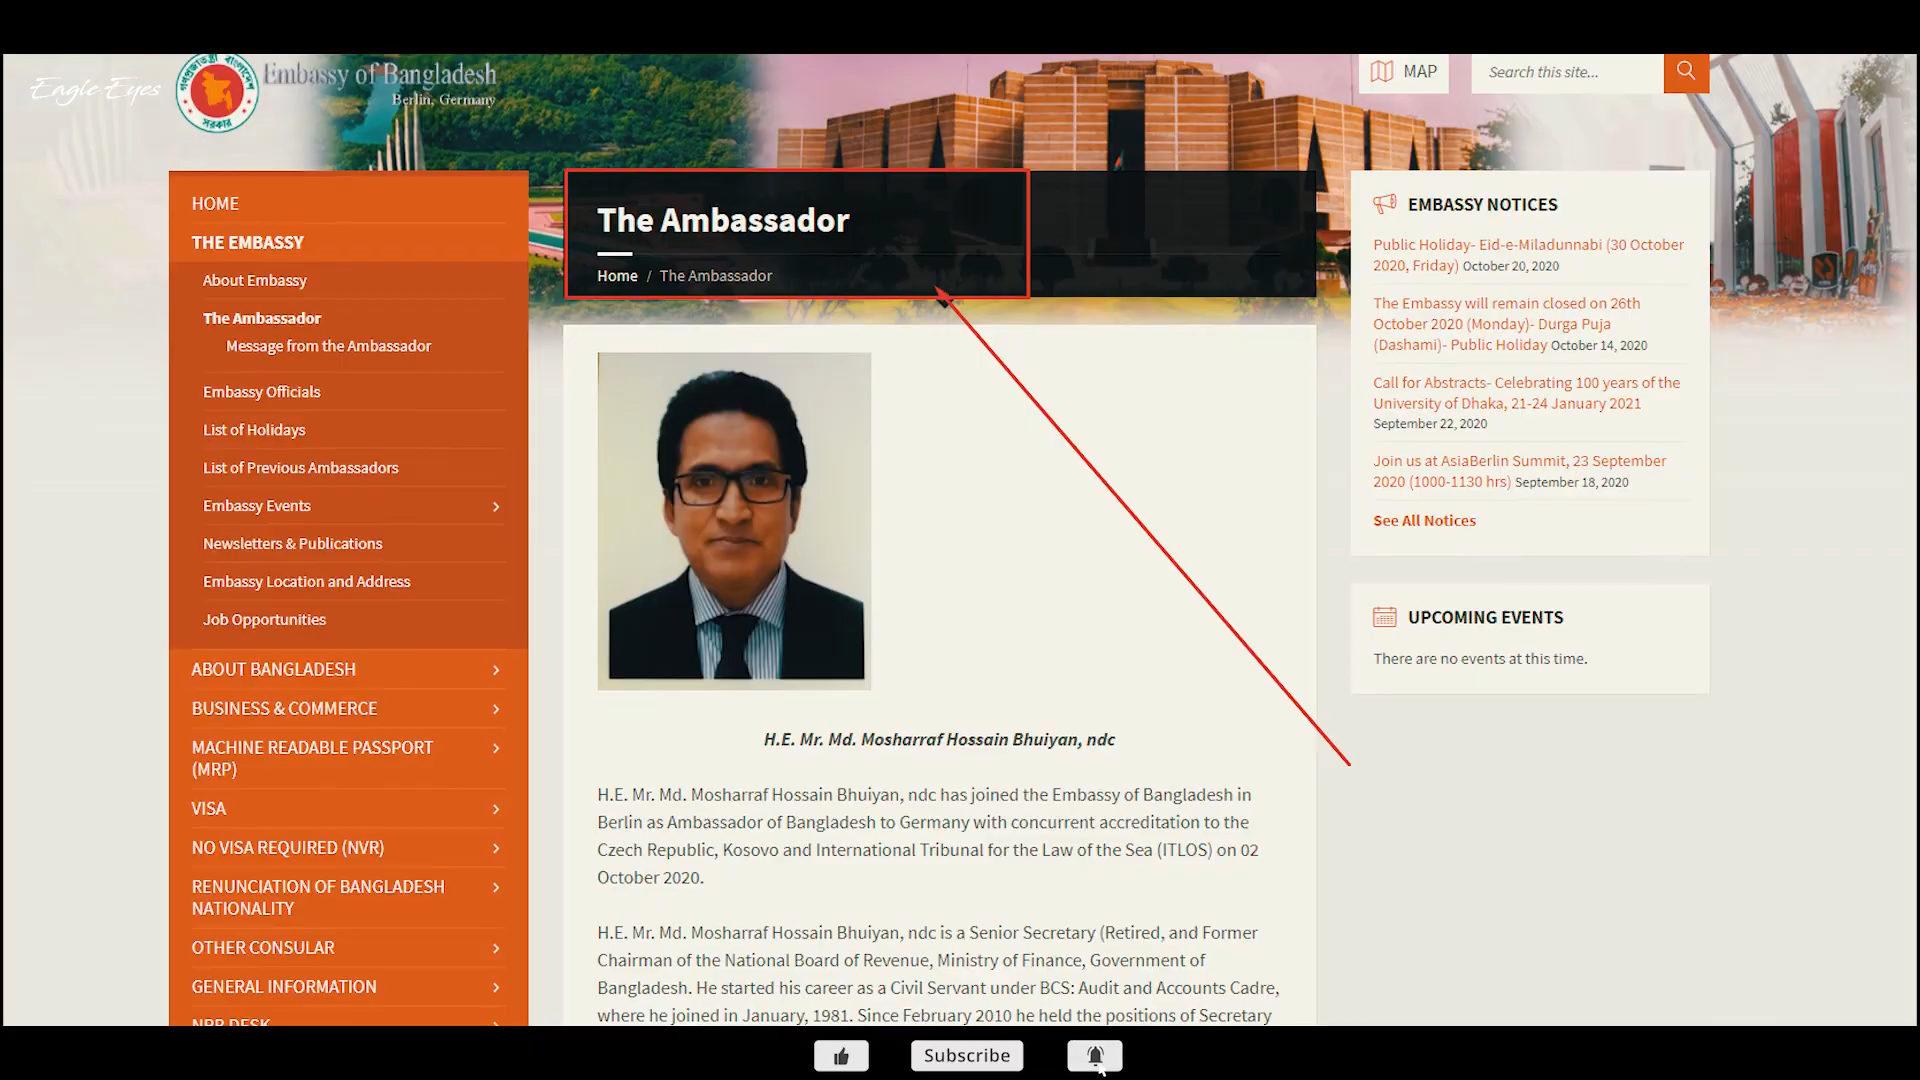 Eagle Eyes
গণপ্রজাতন্ত্রী বাংলাদেশ
সরকার
Embassy of Bangladesh
Berlin, Germany
MAP
Search this site...
HOME
THE EMBASSY
About Embassy
The Ambassador
Message from the Ambassador
Embassy Officials
List of Holidays
List of Previous Ambassadors
Embassy Events
Newsletters & Publications
Embassy Location and Address
Job Opportunities
ABOUT BANGLADESH
BUSINESS & COMMERCE
MACHINE READABLE PASSPORT
(MRP)
VISA
NO VISA REQUIRED (NVR)
RENUNCIATION OF BANGLADESH
NATIONALITY
OTHER CONSULAR
GENERAL INFORMATION
NRB DESK
The Ambassador
Home / The Ambassador
H.E. Mr. Md. Mosharraf Hossain Bhuiyan, ndc
H.E. Mr. Md. Mosharraf Hossain Bhuiyan, ndc has joined the Embassy of Bangladesh in
Berlin as Ambassador of Bangladesh to Germany with concurrent accreditation to the
Czech Republic, Kosovo and International Tribunal for the Law of the Sea (ITLOS) on 02
October 2020.
H.E. Mr. Md. Mosharraf Hossain Bhuiyan, ndc is a Senior Secretary (Retired, and Former
Chairman of the National Board of Revenue, Ministry of Finance, Government of
Bangladesh. He started his career as a Civil Servant under BCS: Audit and Accounts Cadre,
where he joined in January, 1981. Since February 2010 he held the positions of Secretary
EMBASSY NOTICES
Public Holiday- Eid-e-Miladunnabi (30 October
2020, Friday) October 20, 2020
The Embassy will remain closed on 26th
October 2020 (Monday)- Durga Puja
(Dashami)- Public Holiday October 14, 2020
Call for Abstracts- Celebrating 100 years of the
University of Dhaka, 21-24 January 2021
September 22, 2020
Join us at AsiaBerlin Summit, 23 September
2020 (1000-1130 hrs) September 18, 2020
See All Notices
UPCOMING EVENTS
There are no events at this time.
Subscribe